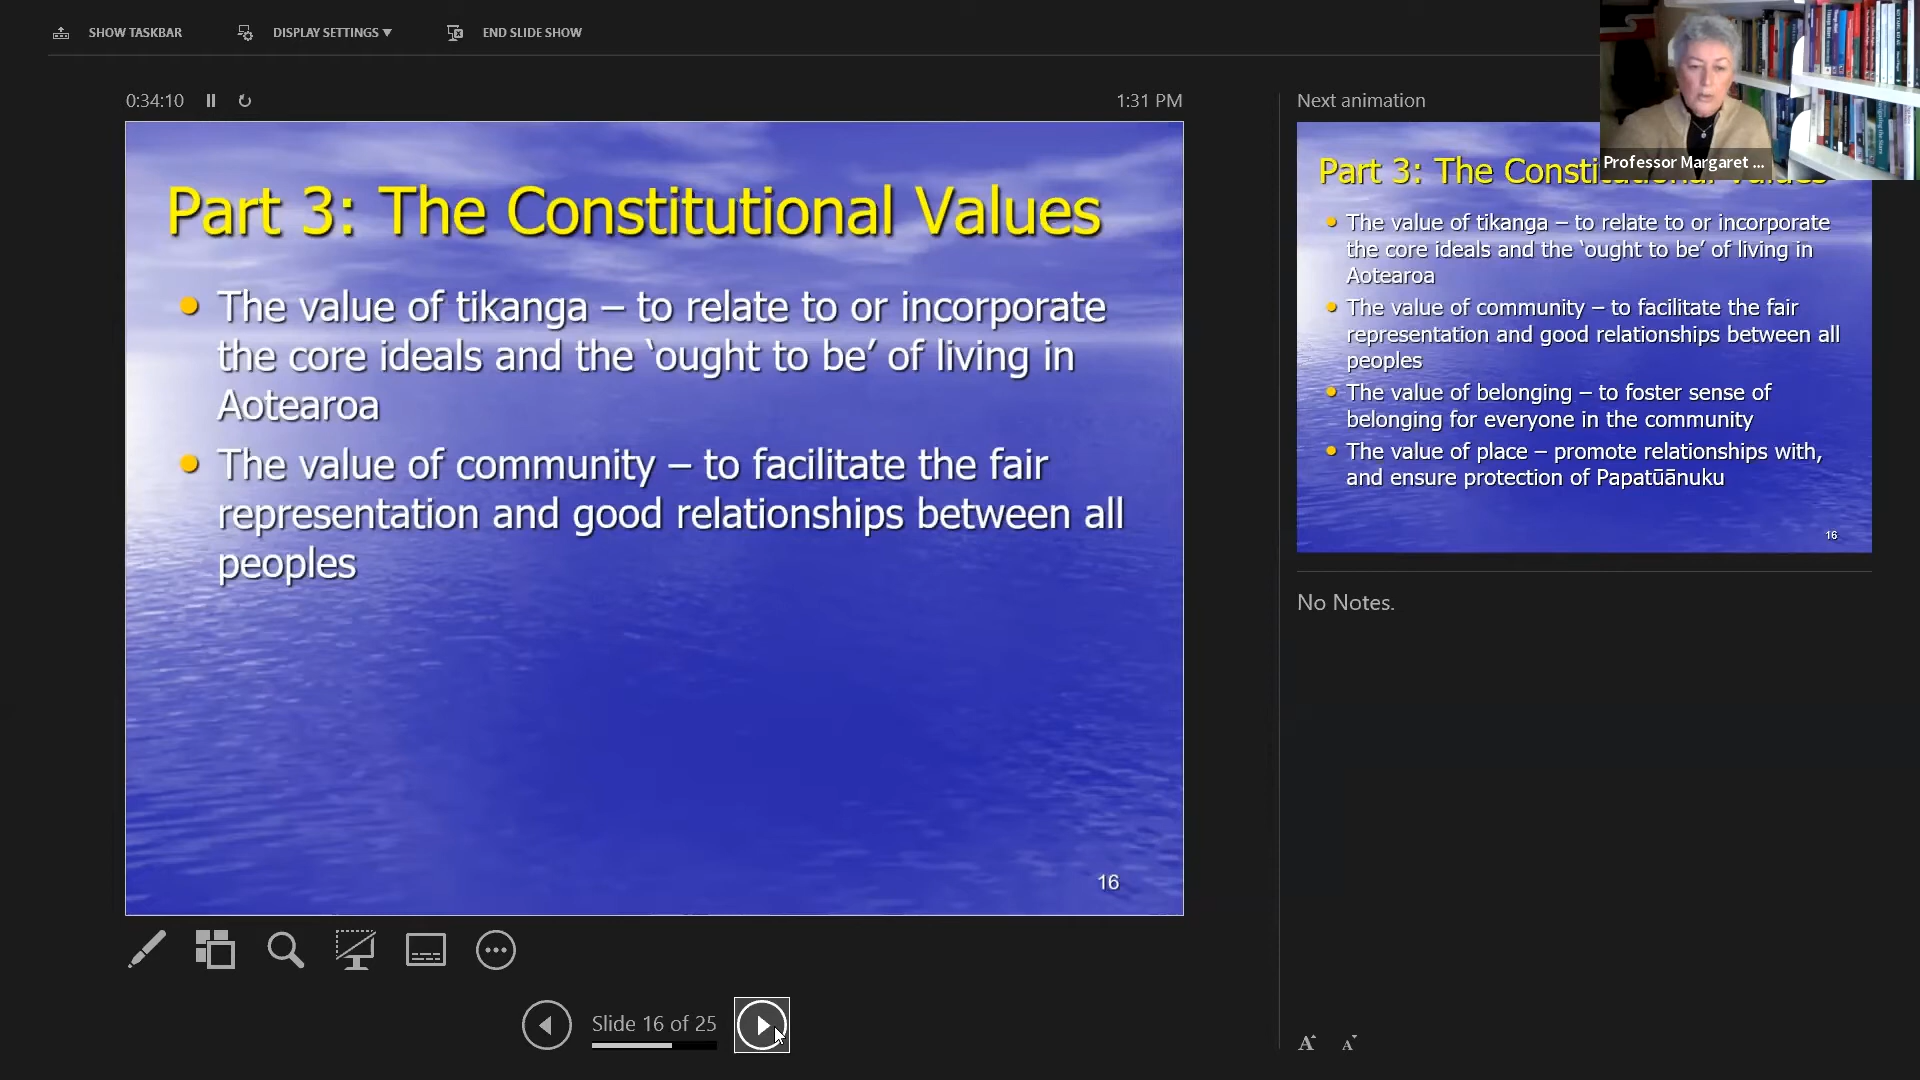 SHOW TASKBAR
DISPLAY SETTINGS ▼
END SLIDE SHOW
0:34:10
1:31 PM
Part 3: The Constitutional Values
The value of tikanga – to relate to or incorporate
the core ideals and the ‘ought to be’ of living in
Aotearoa
The value of community – to facilitate the fair
representation and good relationships between all
peoples
16
Slide 16 of 25
Next animation
Professor Margaret ...
Part 3: The Constitutional Values
The value of tikanga – to relate to or incorporate
the core ideals and the ‘ought to be’ of living in
Aotearoa
The value of community – to facilitate the fair
representation and good relationships between all
peoples
The value of belonging – to foster sense of
belonging for everyone in the community
The value of place – promote relationships with,
and ensure protection of Papatūānuku
16
No Notes.
A A